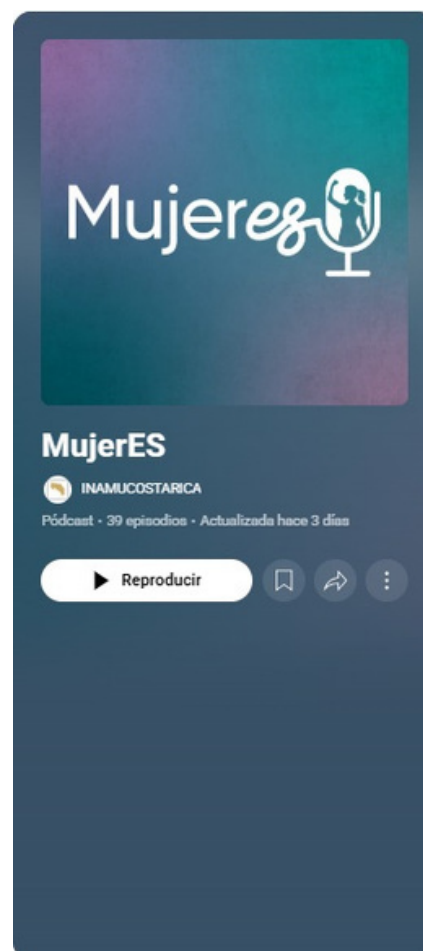 Mujeres
MujerES
INAMUCOSTARICA
Pódcast • 39 episodios • Actualizada hace 3 días
Reproducir